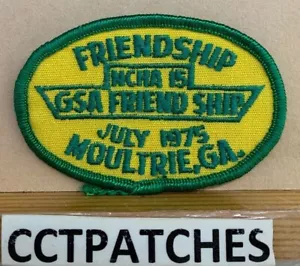 FRIENDSHIP
NCHA 15
GSA FRIEND SHIP
JULY 1975
MOULTRIE, GA.
CCTPATCHES